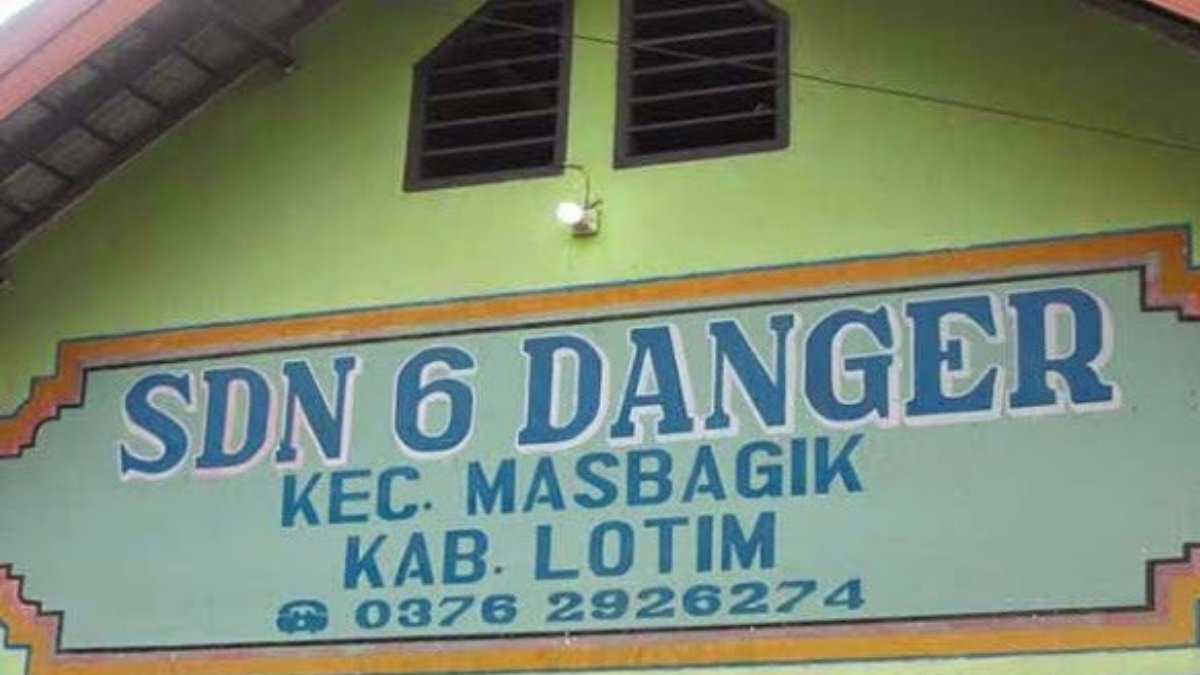 SDN 6 DANGER
KEC. MASBAGIK
KAB. LOTIM
☎ 0376 2926274